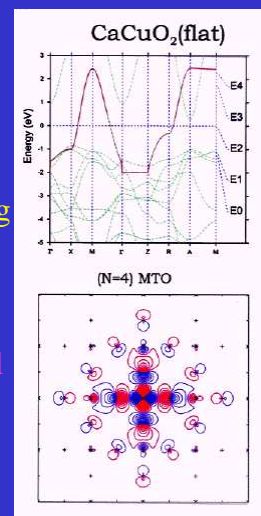 CaCuO₂(flat)
3
2
1
0
-1
-2
-3
-4
-5
Energy (eV)
E4
E3
E2
E1
E0
Γ X M Γ Z R A M
g
(N=4) MTO